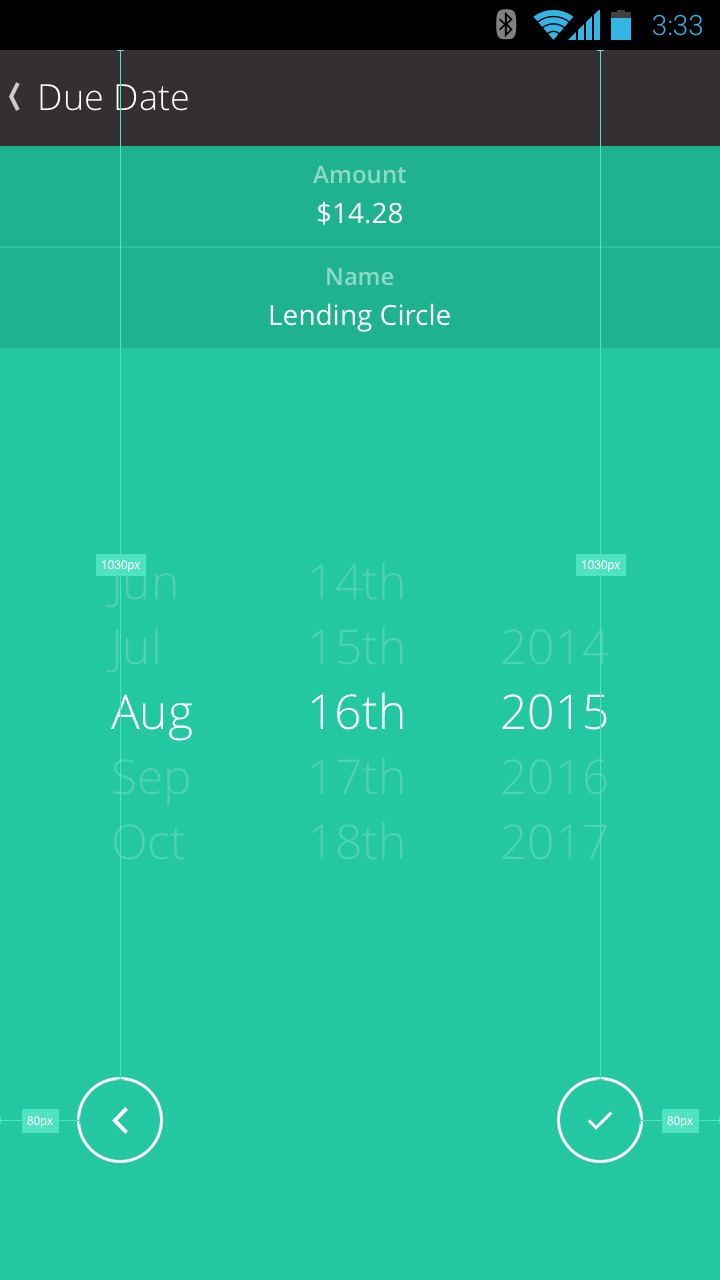 3:33
Due Date
Amount
$14.28
Name
Lending Circle
1030px 1030px
Jun 14th
Jul 15th 2014
Aug 16th 2015
Sep 17th 2016
Oct 18th 2017
80px 80px